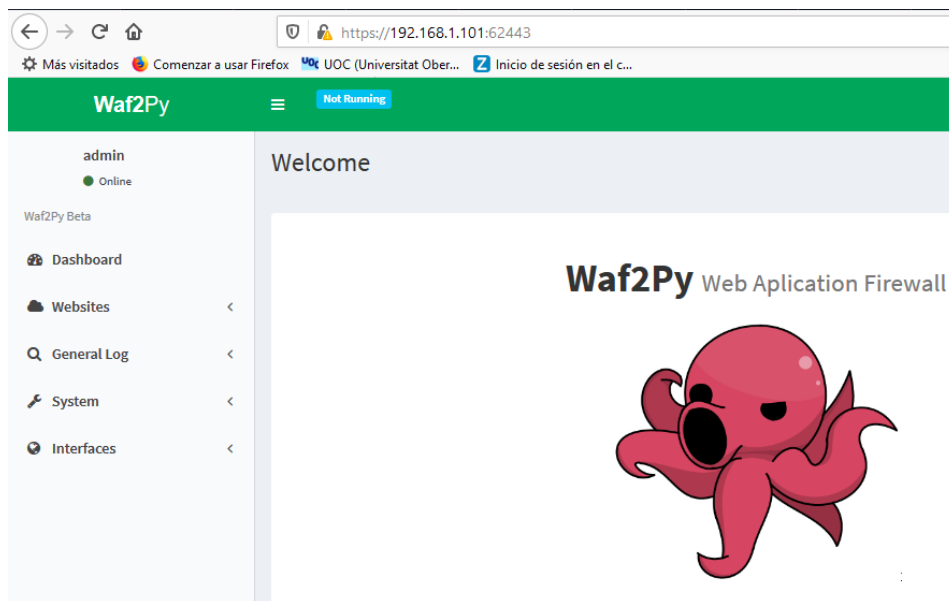 https://192.168.1.101:62443
Más visitados Comenzar a usar Firefox UOC UOC (Universitat Ober... Z Inicio de sesión en el c...
Waf2Py Not Running
admin
Online
Welcome
Waf2Py Beta
Dashboard
Websites
General Log
System
Interfaces
Waf2Py Web Aplication Firewall